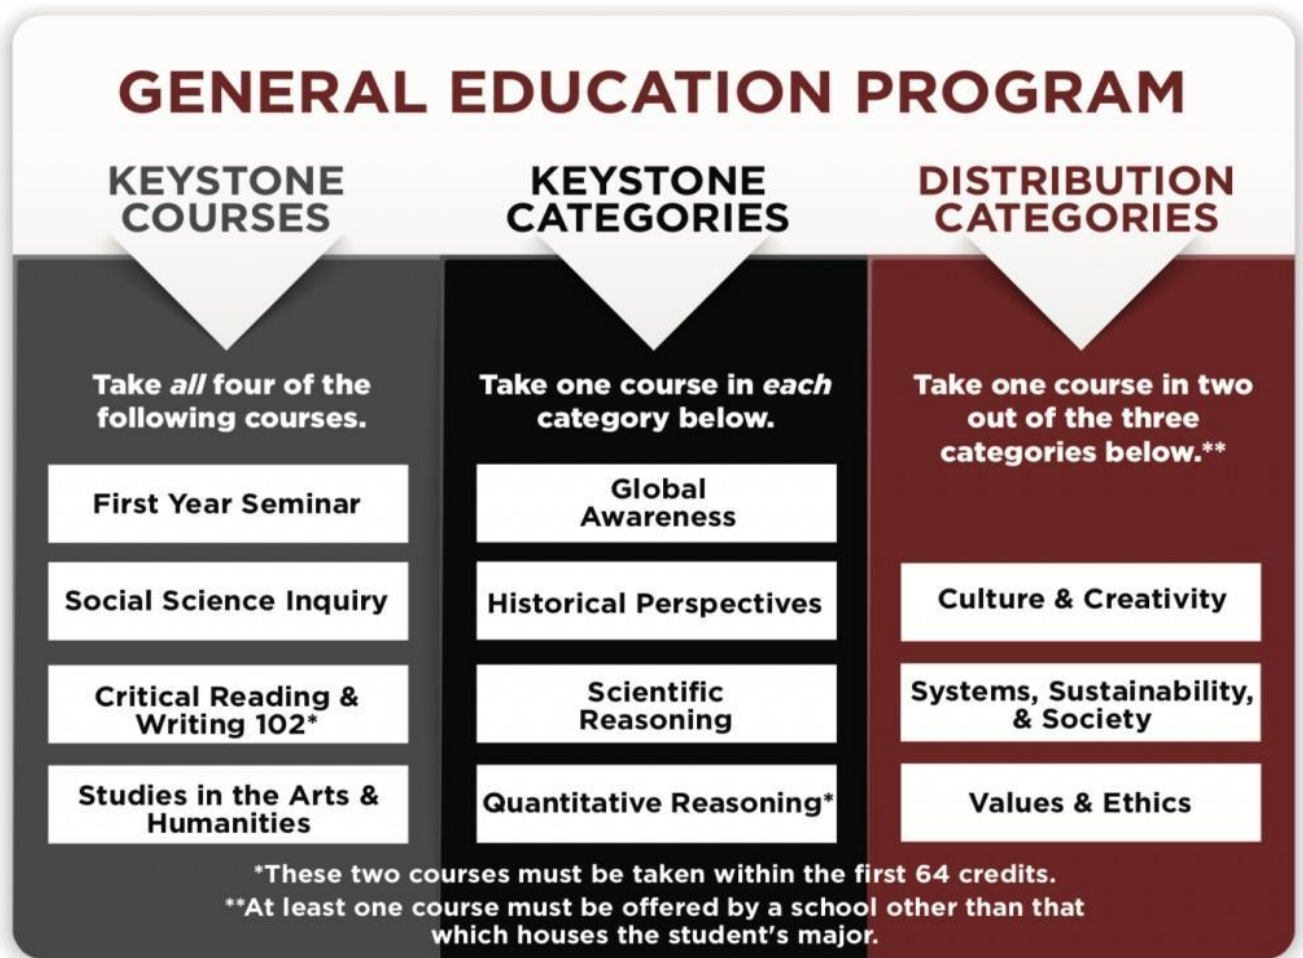 GENERAL EDUCATION PROGRAM
KEYSTONE
COURSES
Take all four of the
following courses.
First Year Seminar
Social Science Inquiry
Critical Reading &
Writing 102*
Studies in the Arts &
Humanities
KEYSTONE
CATEGORIES
Take one course in each
category below.
Global
Awareness
Historical Perspectives
Scientific
Reasoning
Quantitative Reasoning*
DISTRIBUTION
CATEGORIES
Take one course in two
out of the three
categories below.**
Culture & Creativity
Systems, Sustainability,
& Society
Values & Ethics
*These two courses must be taken within the first 64 credits.
**At least one course must be offered by a school other than that
which houses the student's major.